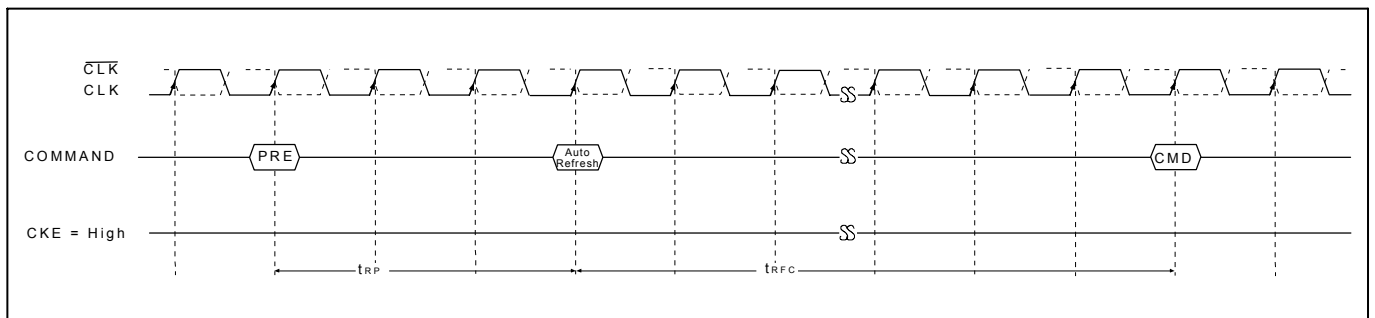 CLK
CLK
COMMAND
PRE
Auto
Refresh
CMD
CKE = High
tRP
tRFC